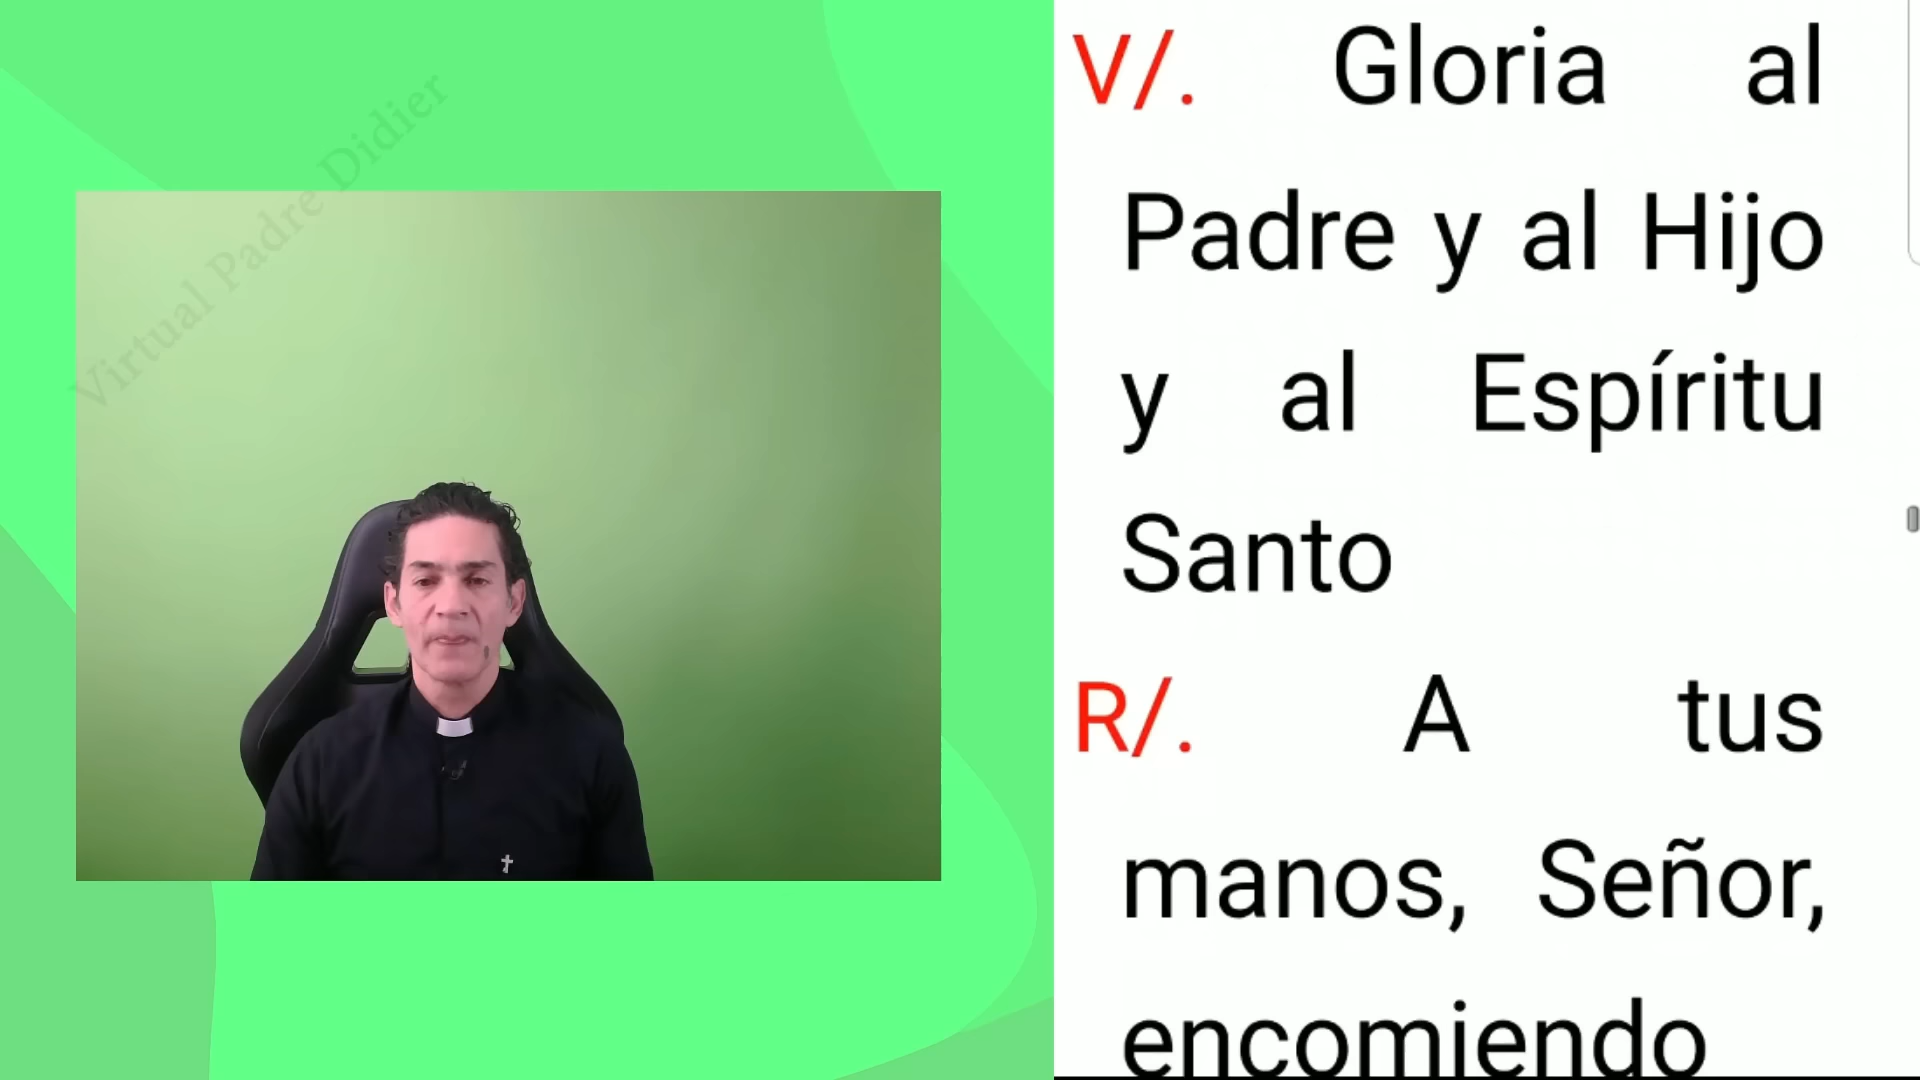 Virtual Padre Didier
V/. Gloria al
Padre y al Hijo
y al Espíritu
Santo
R/. A tus
manos, Señor,
encomiendo